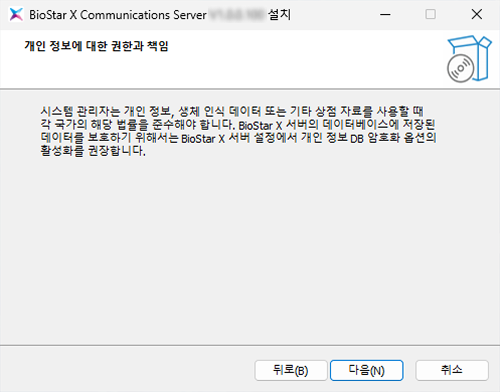 BioStar X Communications Server 설치
개인 정보에 대한 권한과 책임
시스템 관리자는 개인 정보, 생체 인식 데이터 또는 기타 상점 자료를 사용할 때
각 국가의 해당 법률을 준수해야 합니다. BioStar X 서버의 데이터베이스에 저장된
데이터를 보호하기 위해서는 BioStar X 서버 설정에서 개인 정보 DB 암호화 옵션의
활성화를 권장합니다.
뒤로(B)
다음(N)
취소